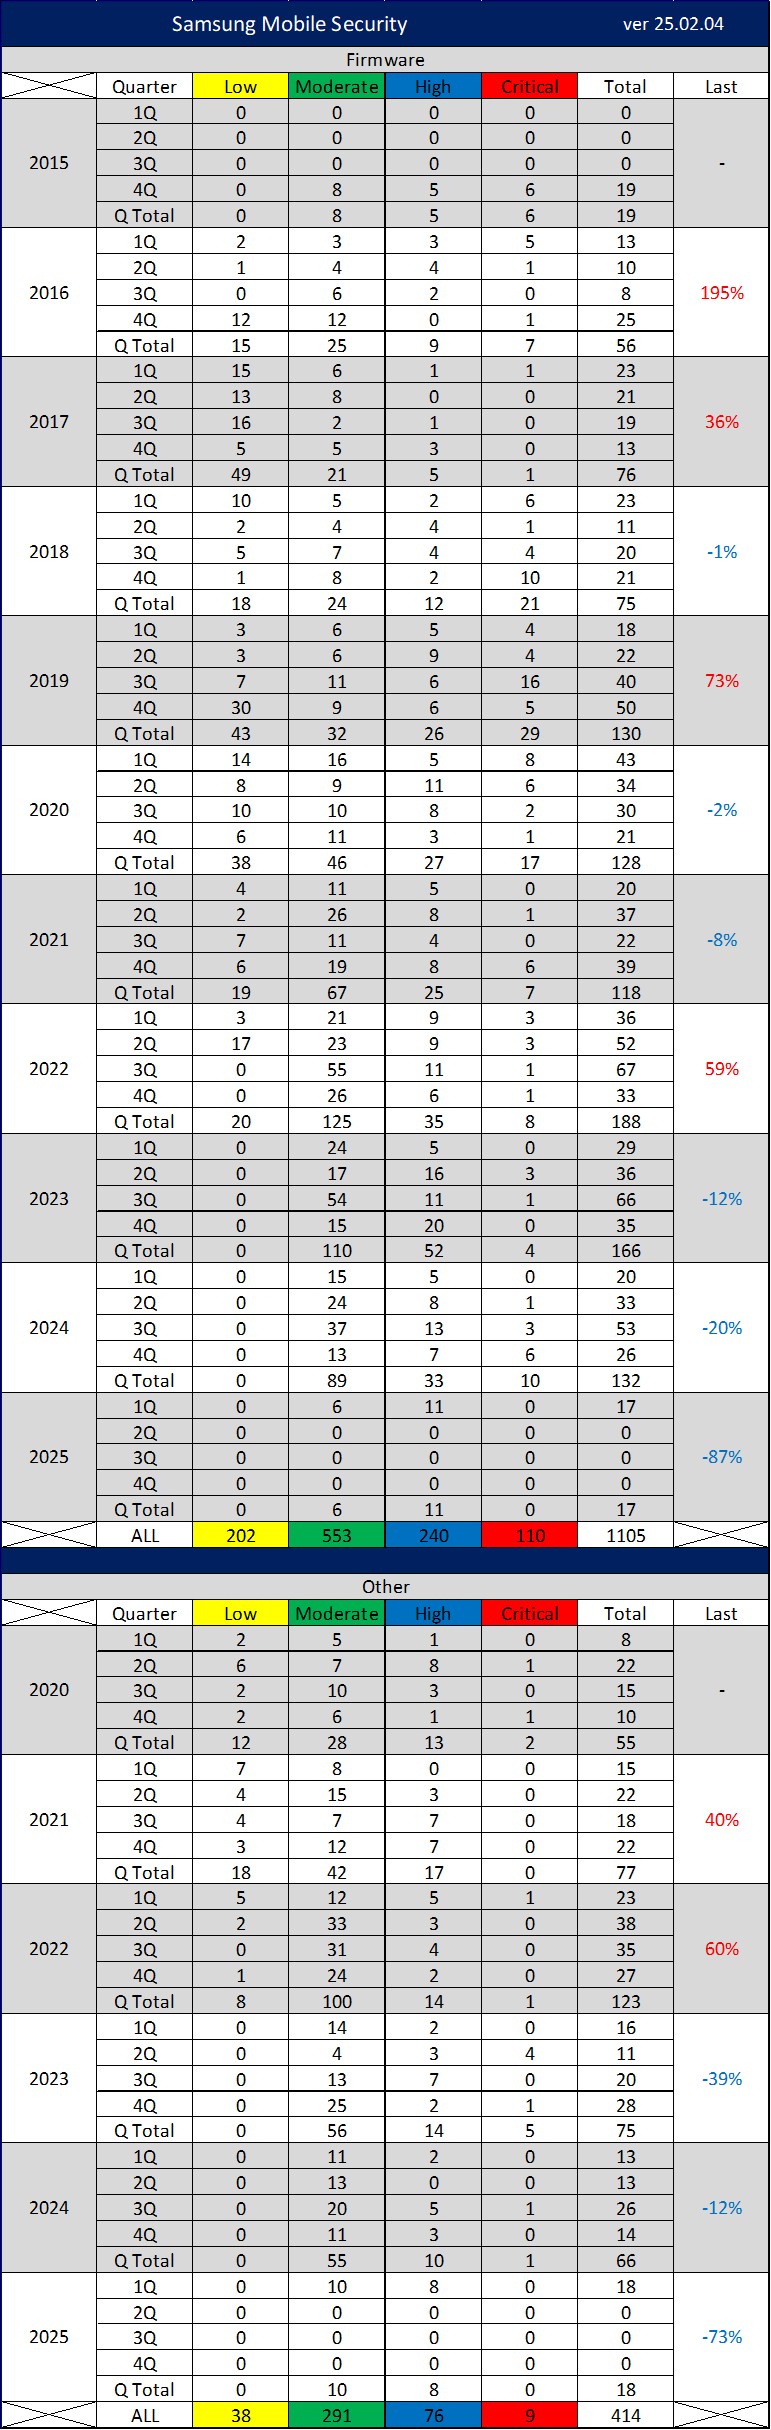 Samsung Mobile Security ver 25.02.04
Firmware
Quarter Low Moderate High Critical Total Last
1Q 0 0 0 0 0
2Q 0 0 0 0 0
2015 3Q 0 0 0 0 0 -
4Q 0 8 5 6 19
Q Total 0 8 5 6 19
1Q 2 3 3 5 13
2Q 1 4 4 1 10
2016 3Q 0 6 2 0 8 195%
4Q 12 12 0 1 25
Q Total 15 25 9 7 56
1Q 15 6 1 1 23
2Q 13 8 0 0 21
2017 3Q 16 2 1 0 19 36%
4Q 5 5 3 0 13
Q Total 49 21 5 1 76
1Q 10 5 2 6 23
2Q 2 4 4 1 11
2018 3Q 5 7 4 4 20 -1%
4Q 1 8 2 10 21
Q Total 18 24 12 21 75
1Q 3 6 5 4 18
2Q 3 6 9 4 22
2019 3Q 7 11 6 16 40 73%
4Q 30 9 6 5 50
Q Total 43 32 26 29 130
1Q 14 16 5 8 43
2Q 8 9 11 6 34
2020 3Q 10 10 8 2 30 -2%
4Q 6 11 3 1 21
Q Total 38 46 27 17 128
1Q 4 11 5 0 20
2Q 2 26 8 1 37
2021 3Q 7 11 4 0 22 -8%
4Q 6 19 8 6 39
Q Total 19 67 25 7 118
1Q 3 21 9 3 36
2Q 17 23 9 3 52
2022 3Q 0 55 11 1 67 59%
4Q 0 26 6 1 33
Q Total 20 125 35 8 188
1Q 0 24 5 0 29
2Q 0 17 16 3 36
2023 3Q 0 54 11 1 66 -12%
4Q 0 15 20 0 35
Q Total 0 110 52 4 166
1Q 0 15 5 0 20
2Q 0 24 8 1 33
2024 3Q 0 37 13 3 53 -20%
4Q 0 13 7 6 26
Q Total 0 89 33 10 132
1Q 0 6 11 0 17
2Q 0 0 0 0 0
2025 3Q 0 0 0 0 0 -87%
4Q 0 0 0 0 0
Q Total 0 6 11 0 17
ALL 202 553 240 110 1105
Other
Quarter Low Moderate High Critical Total Last
1Q 2 5 1 0 8
2Q 6 7 8 1 22
2020 3Q 2 10 3 0 15 -
4Q 2 6 1 1 10
Q Total 12 28 13 2 55
1Q 7 8 0 0 15
2Q 4 15 3 0 22
2021 3Q 4 7 7 0 18 40%
4Q 3 12 7 0 22
Q Total 18 42 17 0 77
1Q 5 12 5 1 23
2Q 2 33 3 0 38
2022 3Q 0 31 4 0 35 60%
4Q 1 24 2 0 27
Q Total 8 100 14 1 123
1Q 0 14 2 0 16
2Q 0 4 3 4 11
2023 3Q 0 13 7 0 20 -39%
4Q 0 25 2 1 28
Q Total 0 56 14 5 75
1Q 0 11 2 0 13
2Q 0 13 0 0 13
2024 3Q 0 20 5 1 26 -12%
4Q 0 11 3 0 14
Q Total 0 55 10 1 66
1Q 0 10 8 0 18
2Q 0 0 0 0 0
2025 3Q 0 0 0 0 0 -73%
4Q 0 0 0 0 0
Q Total 0 10 8 0 18
ALL 38 291 76 9 414